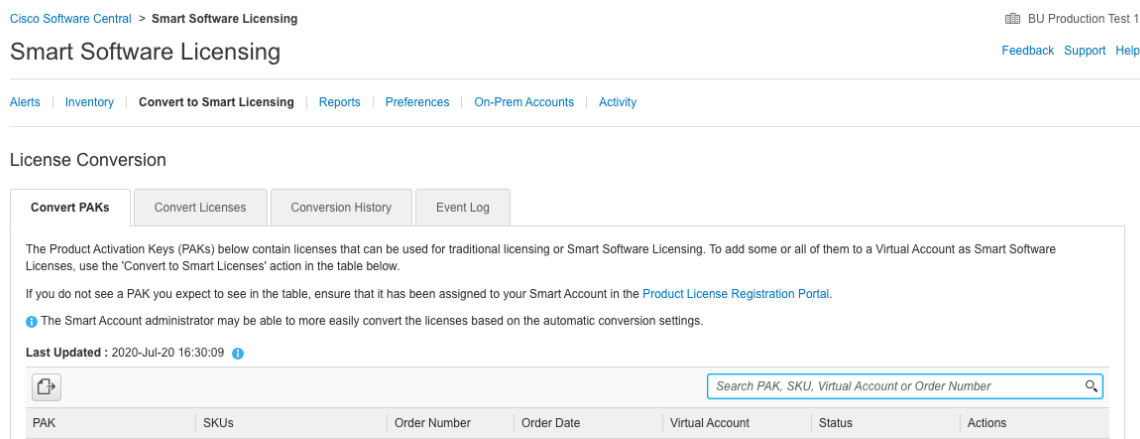 Cisco Software Central > Smart Software Licensing
BU Production Test 1
Smart Software Licensing
Feedback Support Help
Alerts | Inventory | Convert to Smart Licensing | Reports | Preferences | On-Prem Accounts | Activity
License Conversion
Convert PAKs Convert Licenses Conversion History Event Log
The Product Activation Keys (PAKs) below contain licenses that can be used for traditional licensing or Smart Software Licensing. To add some or all of them to a Virtual Account as Smart Software
Licenses, use the 'Convert to Smart Licenses' action in the table below.
If you do not see a PAK you expect to see in the table, ensure that it has been assigned to your Smart Account in the Product License Registration Portal.
The Smart Account administrator may be able to more easily convert the licenses based on the automatic conversion settings.
Last Updated : 2020-Jul-20 16:30:09
Search PAK, SKU, Virtual Account or Order Number
PAK SKUs Order Number Order Date Virtual Account Status Actions